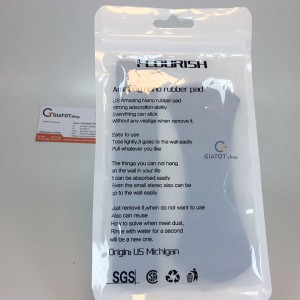 FLOURISH
Amazing nano rubber pad
US Amazing Nano rubber pad
strong absorption ability
Everything can stick
Without any vestige when remove it.
Easy to use
Tose lightly,it goes to the wall easily
Pull whatever you like
The things you can not hang
on the wall in your life
It can be absorbed easily
Even the small stereo also can be
go to the wall easily
Just remove it,when do not want to use
Also can reuse
How to solve when meet dust,
Rinse with water for a second
will be a new one.
Origin: US Michigan
SGS
GIATOT.shop
GIATOT.shop